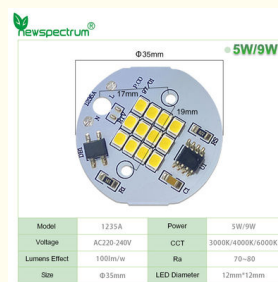 newspectrum®
5W/9W
Φ35mm
17mm
19mm
1235A
Model 1235A Power 5W/9W
Voltage AC220-240V CCT 3000K/4000K/6000K
Lumens Effect 100lm/w Ra 70~80
Size Φ35mm LED Diameter 12mm*12mm